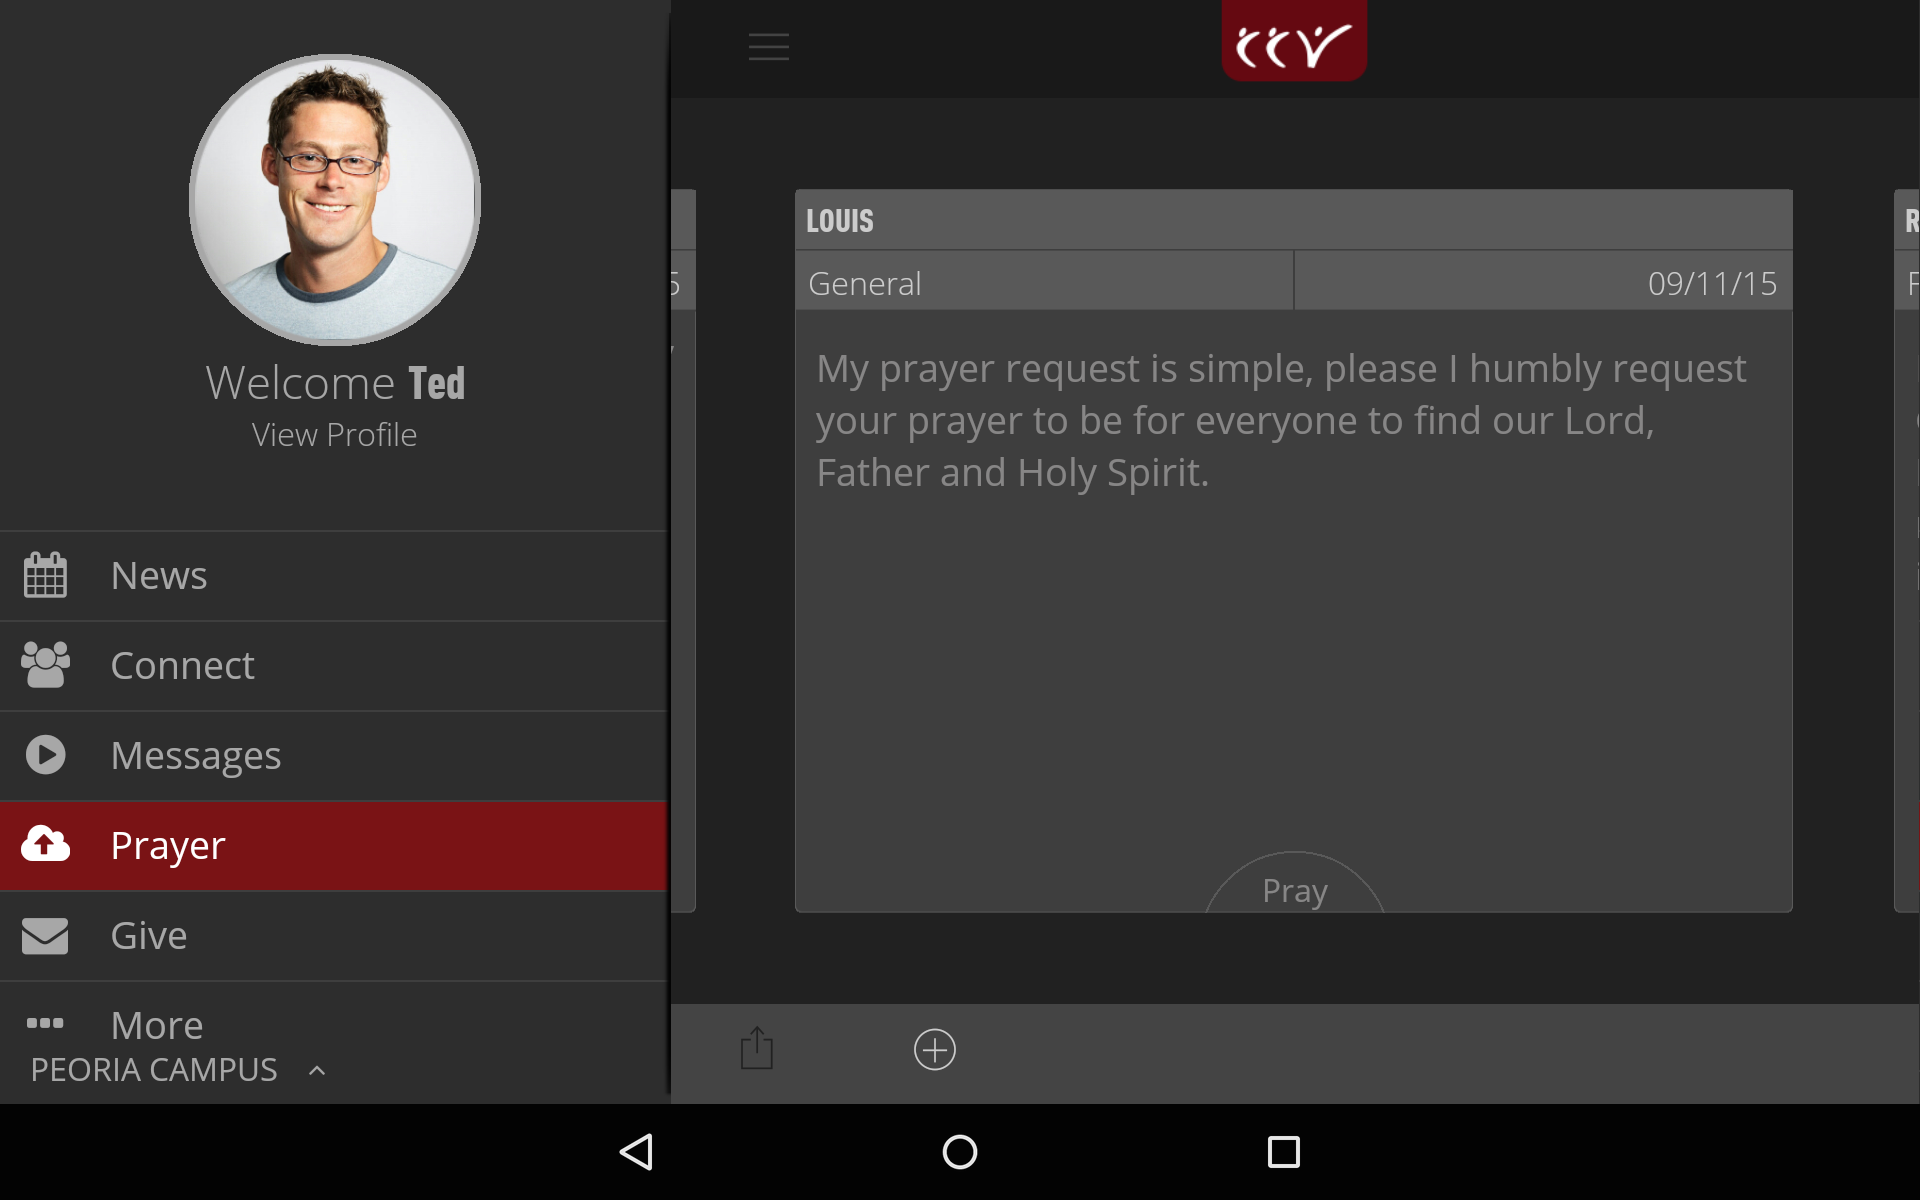 Welcome Ted
View Profile
News
Connect
Messages
Prayer
Give
More
PEORIA CAMPUS
CCV
5
LOUIS
General
09/11/15
My prayer request is simple, please I humbly request
your prayer to be for everyone to find our Lord,
Father and Holy Spirit.
Pray
R
F